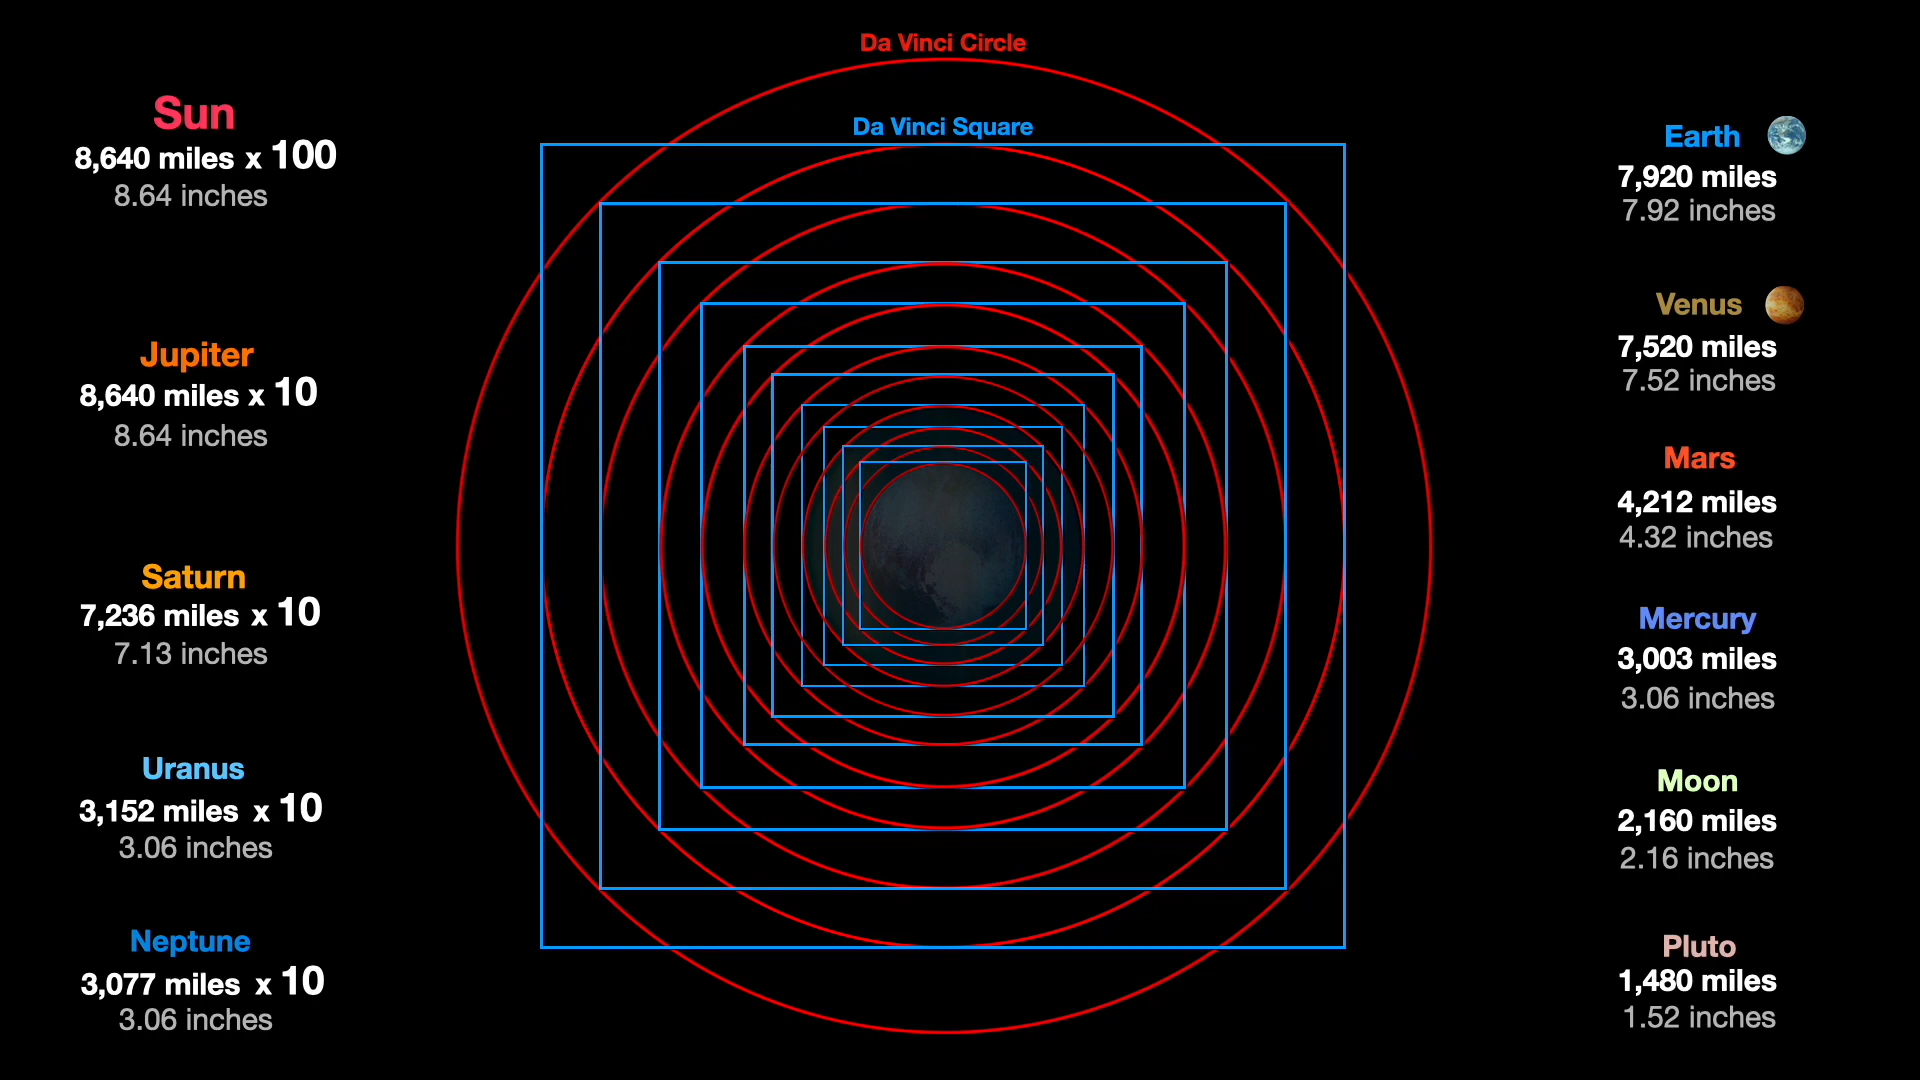 Da Vinci Circle
Da Vinci Square
Sun
8,640 miles x 100
8.64 inches
Jupiter
8,640 miles x 10
8.64 inches
Saturn
7,236 miles x 10
7.13 inches
Uranus
3,152 miles x 10
3.06 inches
Neptune
3,077 miles x 10
3.06 inches
Earth
7,920 miles
7.92 inches
Venus
7,520 miles
7.52 inches
Mars
4,212 miles
4.32 inches
Mercury
3,003 miles
3.06 inches
Moon
2,160 miles
2.16 inches
Pluto
1,480 miles
1.52 inches